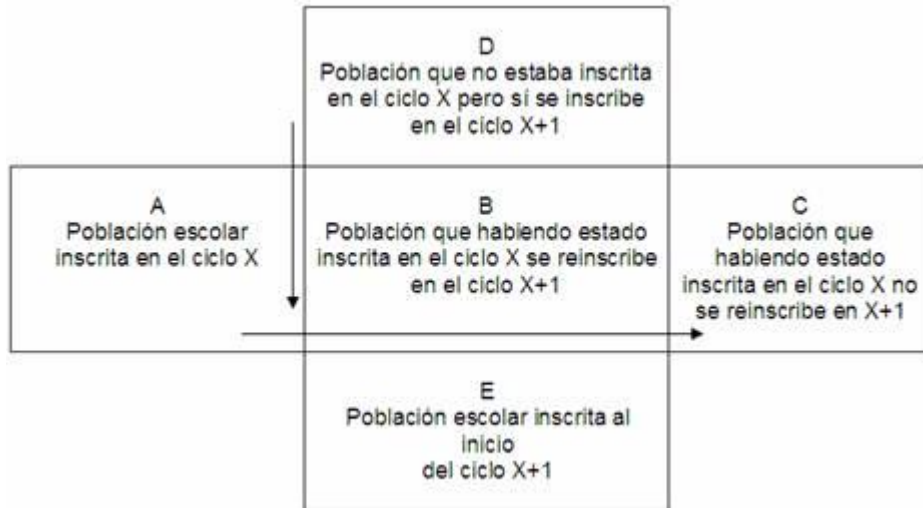 D
Población que no estaba inscrita
en el ciclo X pero sí se inscribe
en el ciclo X+1
A
Población escolar
inscrita en el ciclo X
B
Población que habiendo estado
inscrita en el ciclo X se reinscribe
en el ciclo X+1
C
Población que
habiendo estado
inscrita en el ciclo X no
se reinscribe en X+1
E
Población escolar inscrita al
inicio
del ciclo X+1